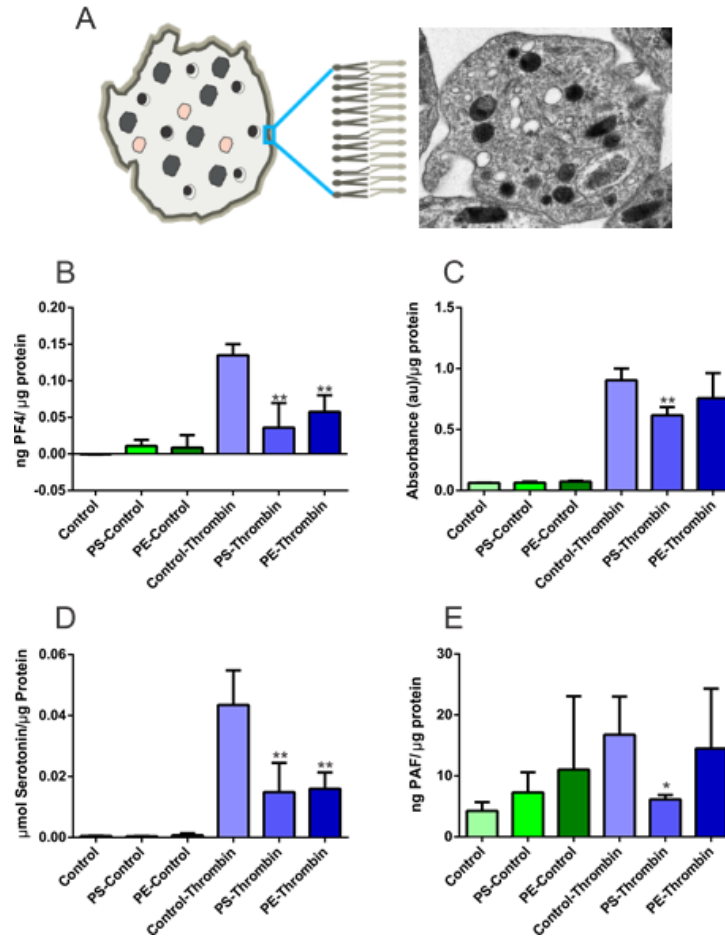 A
B
ng PF4/ µg protein
0.20
0.15
0.10
0.05
0.00
-0.05
**
**
Control
PS-Control
PE-Control
Control-Thrombin
PS-Thrombin
PE-Thrombin
C
Absorbance (au)/µg protein
1.5
1.0
0.5
0.0
**
Control
PS-Control
PE-Control
Control-Thrombin
PS-Thrombin
PE-Thrombin
D
µmol Serotonin/µg Protein
0.06
0.04
0.02
0.00
**
**
Control
PS-Control
PE-Control
Control-Thrombin
PS-Thrombin
PE-Thrombin
E
ng PAF/ µg protein
30
20
10
0
*
Control
PS-Control
PE-Control
Control-Thrombin
PS-Thrombin
PE-Thrombin